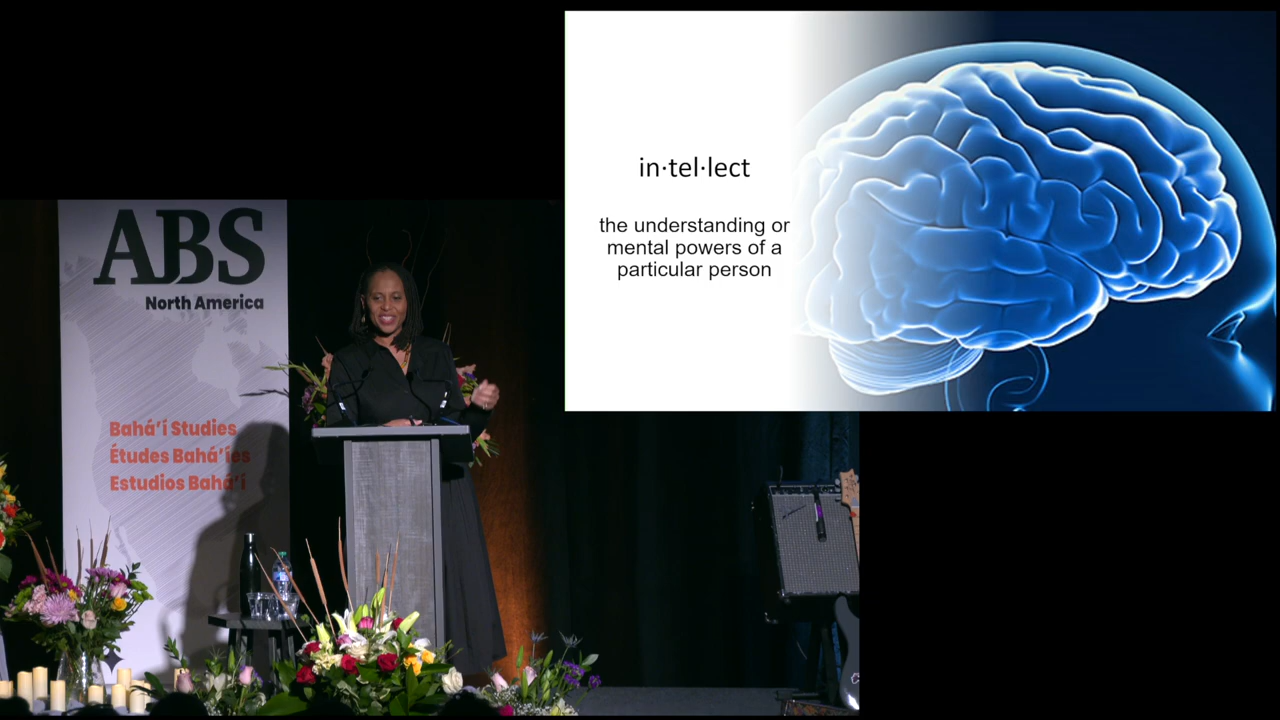 ABS
North America
Bahá'í Studies
Études Bahá'íes
Estudios Bahá'í
in·tel·lect
the understanding or
mental powers of a
particular person